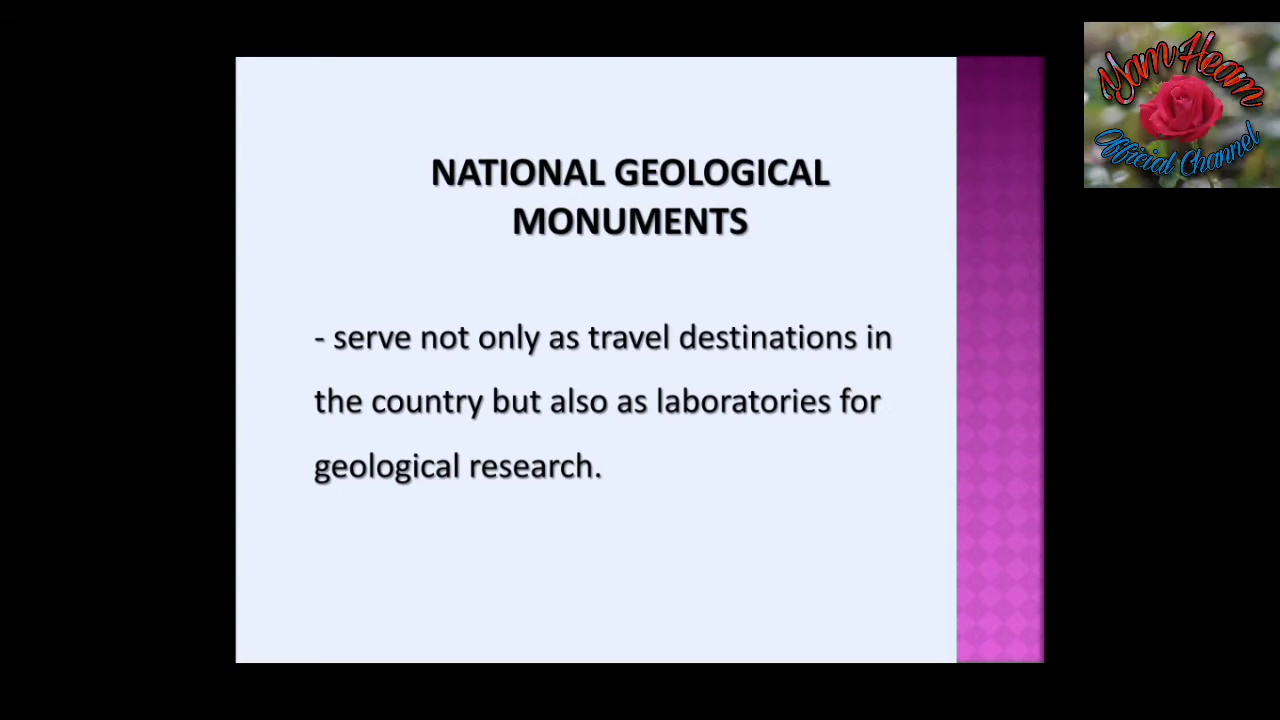 NATIONAL GEOLOGICAL
MONUMENTS
- serve not only as travel destinations in
the country but also as laboratories for
geological research.
Yam Heam
Official Channel